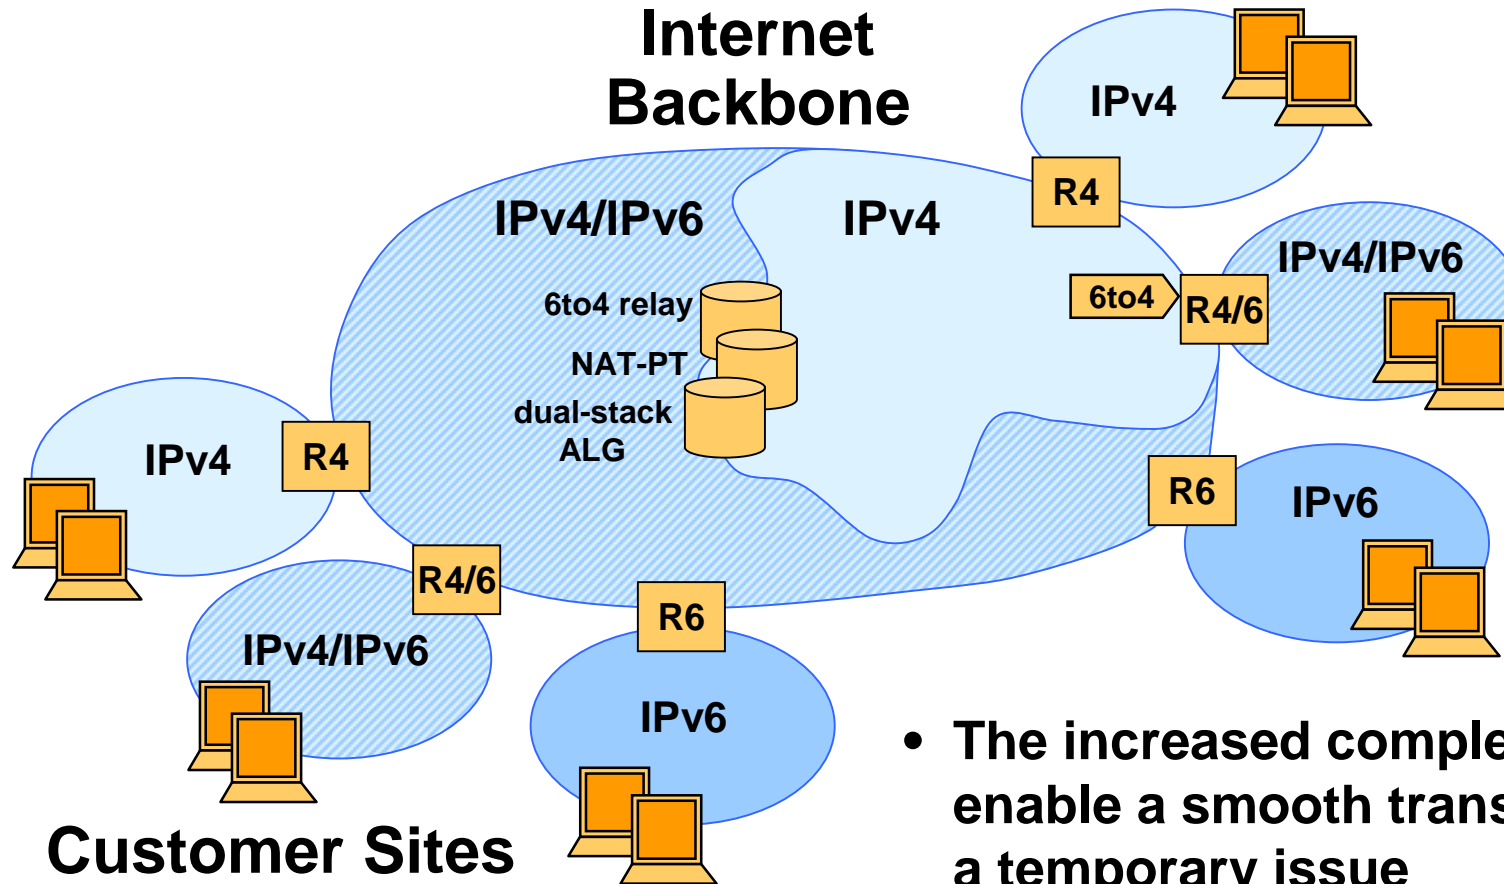 Internet
Backbone
IPv4
R4
IPv4/IPv6
IPv4
IPv4/IPv6
6to4
R4/6
6to4 relay
NAT-PT
dual-stack
ALG
IPv4
R4
R6
IPv6
R4/6
R6
IPv4/IPv6
IPv6
• The increased comple
enable a smooth trans
a temporary issue
Customer Sites